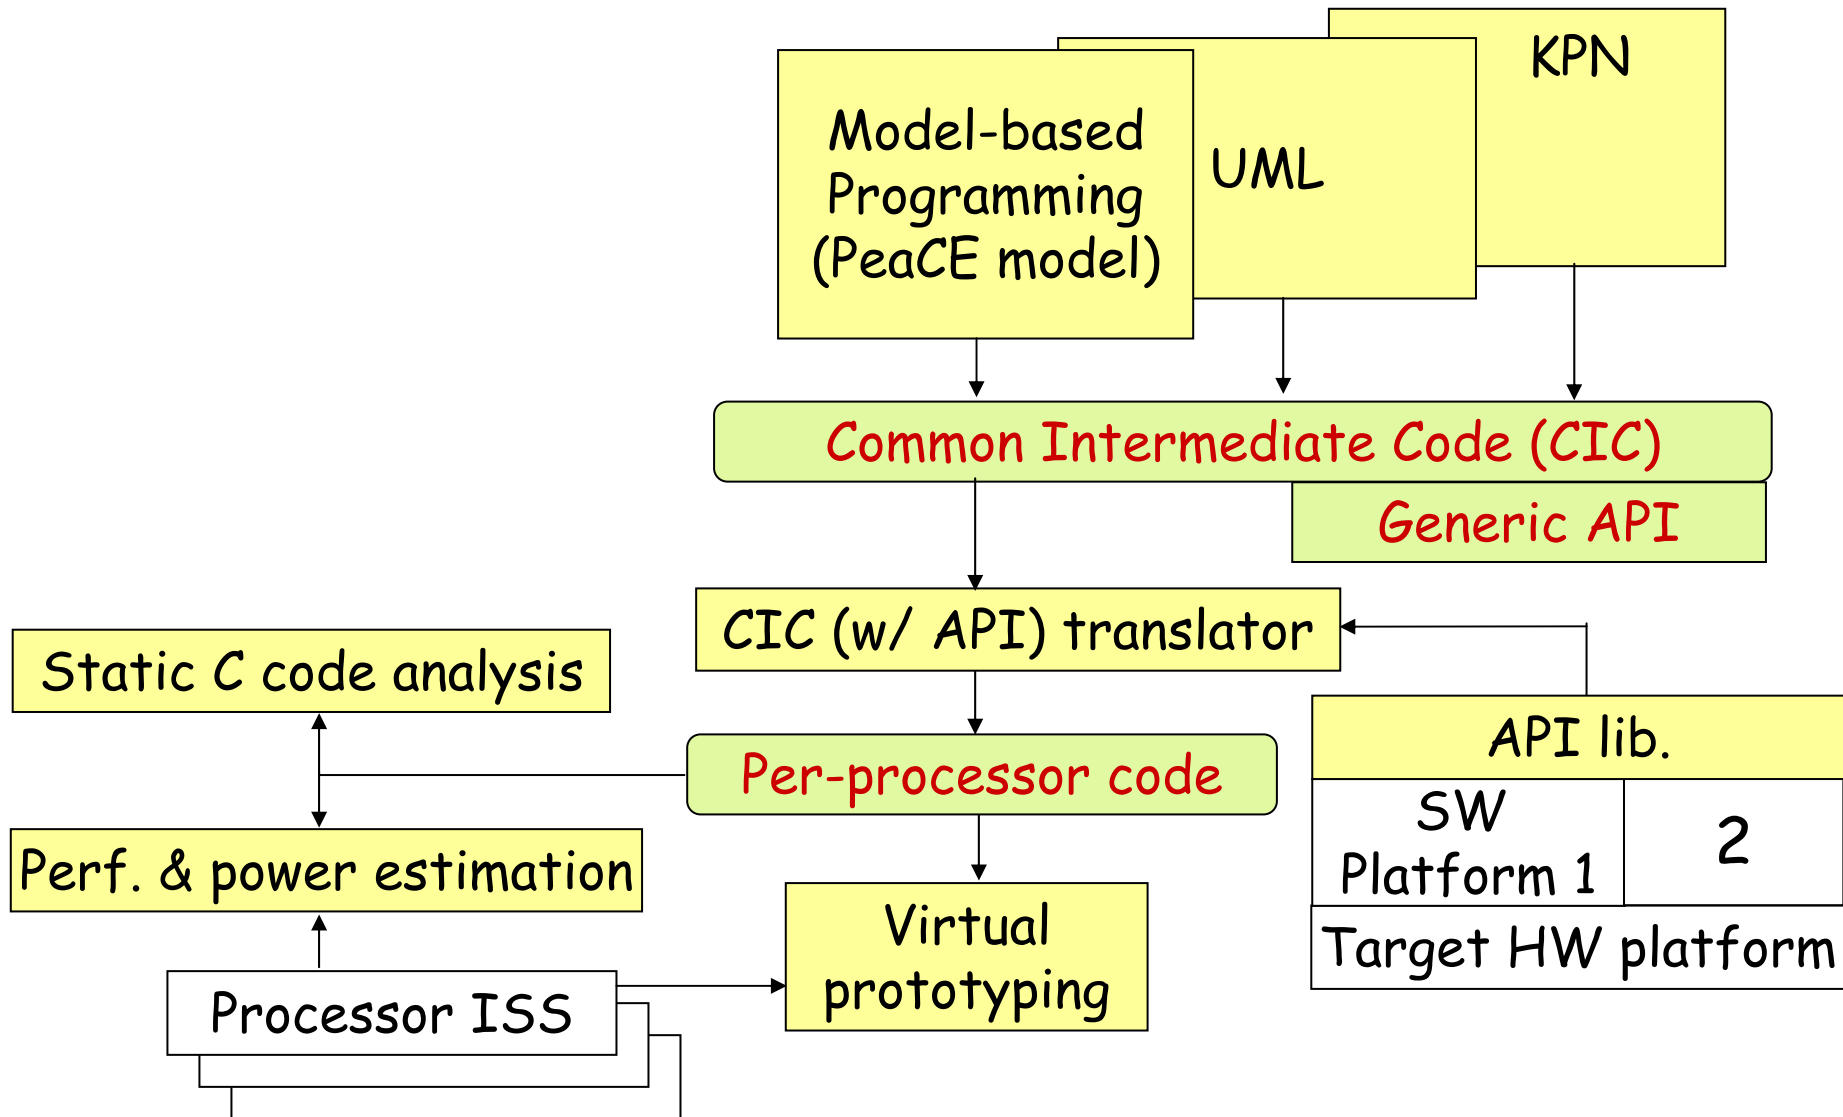 KPN
Model-based
Programming
(PeaCE model)
UML
Common Intermediate Code (CIC)
Generic API
CIC (w/ API) translator
Static C code analysis
API lib.
Per-processor code
SW
Platform 1
2
Perf. & power estimation
Virtual
prototyping
Target HW platform
Processor ISS